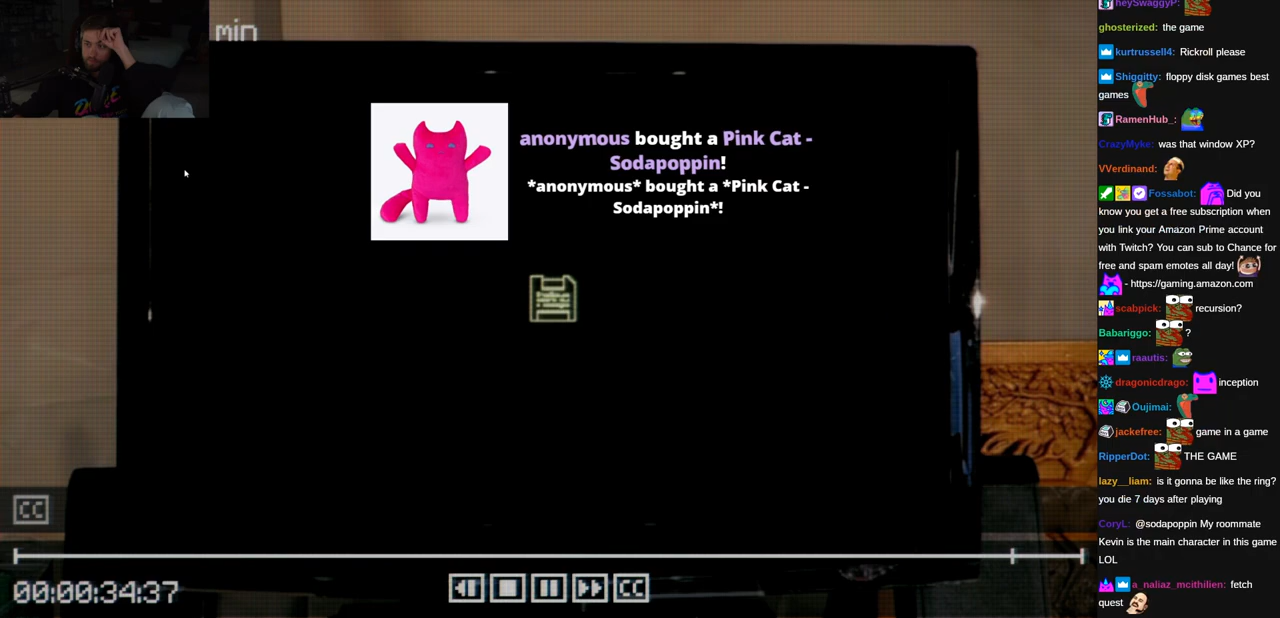 min
anonymous bought a Pink Cat -
Sodapoppin!
*anonymous* bought a *Pink Cat -
Sodapoppin*!
CC
00:00:34:37
CC
heySwaggyP:
ghosterized: the game
kurtrussell4: Rickroll please
Shiggitty: floppy disk games best
games
RamenHub_:
CrazyMyke: was that window XP?
VVerdinand:
Fossabot: Did you
know you get a free subscription when
you link your Amazon Prime account
with Twitch? You can sub to Chance for
free and spam emotes all day!
- https://gaming.amazon.com
scabpick: recursion?
Babariggo: ?
raautis:
dragonicdrago: inception
Oujimai:
jackefree: game in a game
RipperDot: THE GAME
lazy__liam: is it gonna be like the ring?
you die 7 days after playing
CoryL: @sodapoppin My roommate
Kevin is the main character in this game
LOL
a_naliaz_mcithilien: fetch
quest